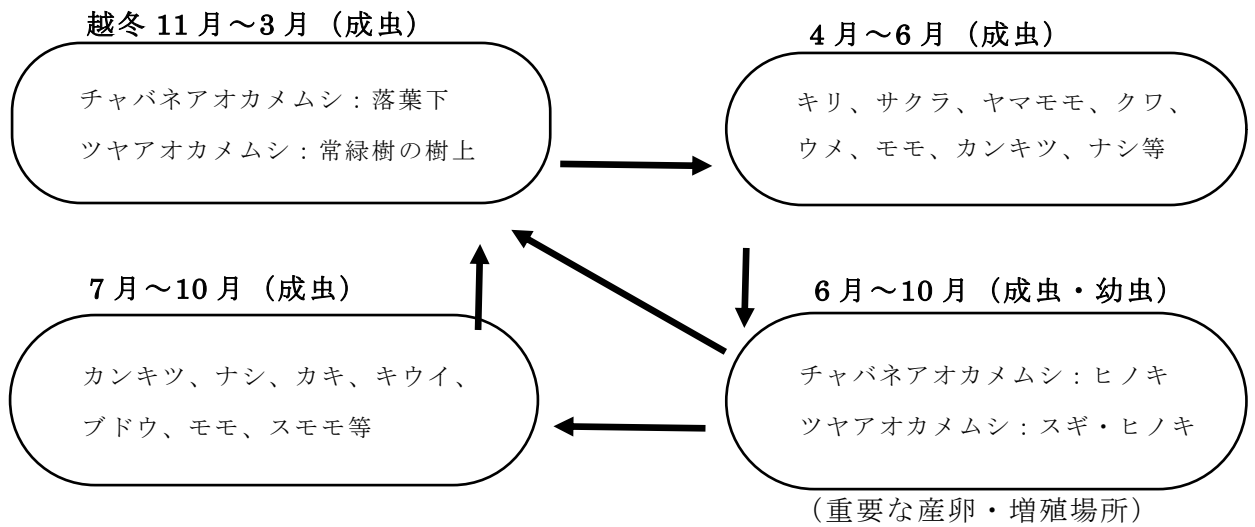 越冬 11 月～3 月（成虫）
チャバネアオカメムシ：落葉下
ツヤアオカメムシ：常緑樹の樹上
4 月～6 月（成虫）
キリ、サクラ、ヤマモモ、クワ、
ウメ、モモ、カンキツ、ナシ等
7 月～10 月（成虫）
カンキツ、ナシ、カキ、キウイ、
ブドウ、モモ、スモモ等
6 月～10 月（成虫・幼虫）
チャバネアオカメムシ：ヒノキ
ツヤアオカメムシ：スギ・ヒノキ
（重要な産卵・増殖場所）